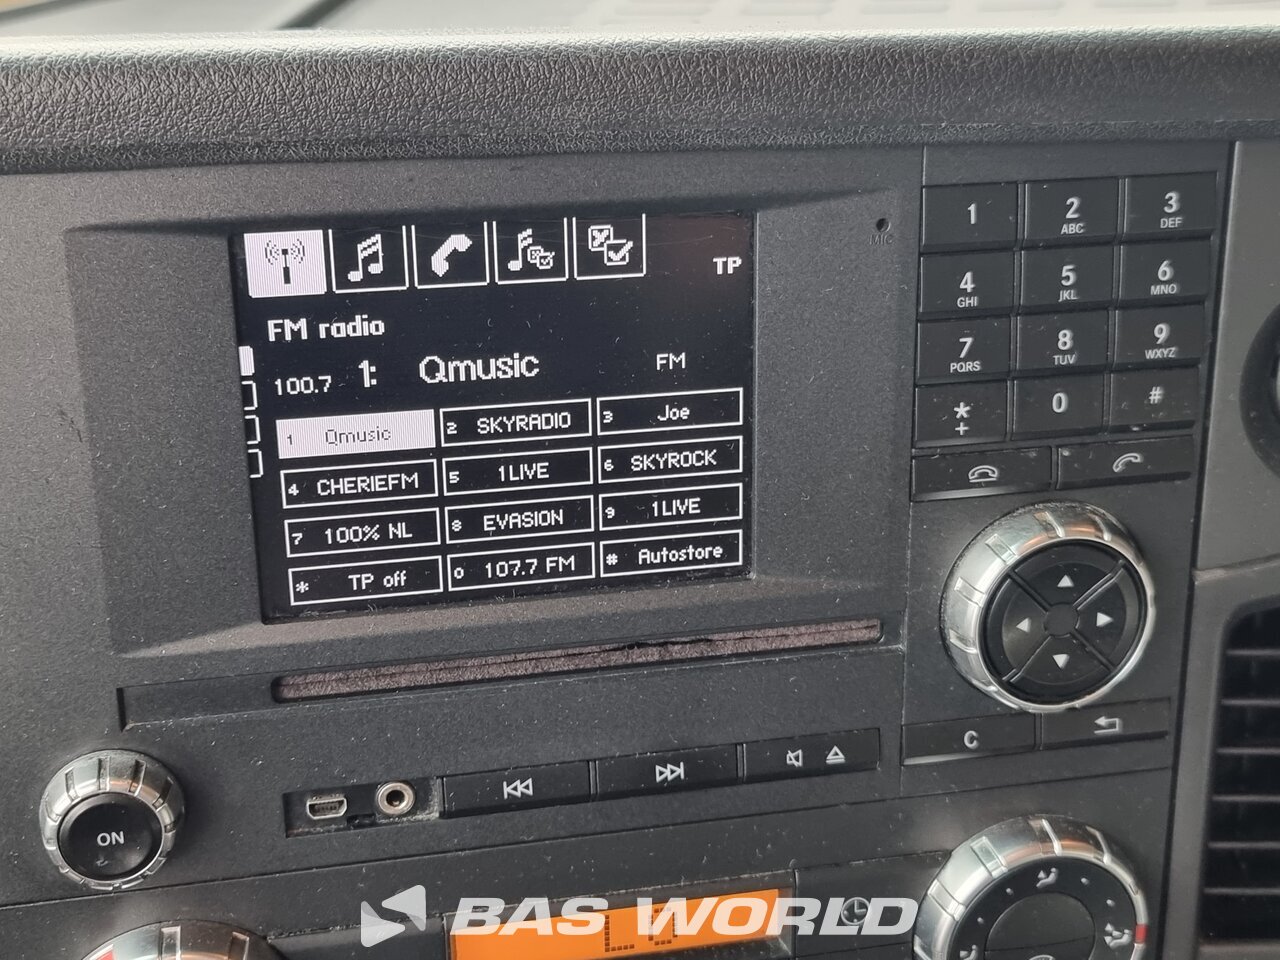 TP
FM radio
100.7 1: Qmusic FM
1 Qmusic 2 SKYRADIO 3 Joe
4 CHERIEFM 5 1LIVE 6 SKYROCK
7 100% NL 8 EVASION 9 1LIVE
* TP off 0 107.7 FM # Autostore
MIC
1 2 ABC 3 DEF
4 GHI 5 JKL 6 MNO
7 PQRS 8 TUV 9 WXYZ
* + 0 #
C
ON
BAS WORLD